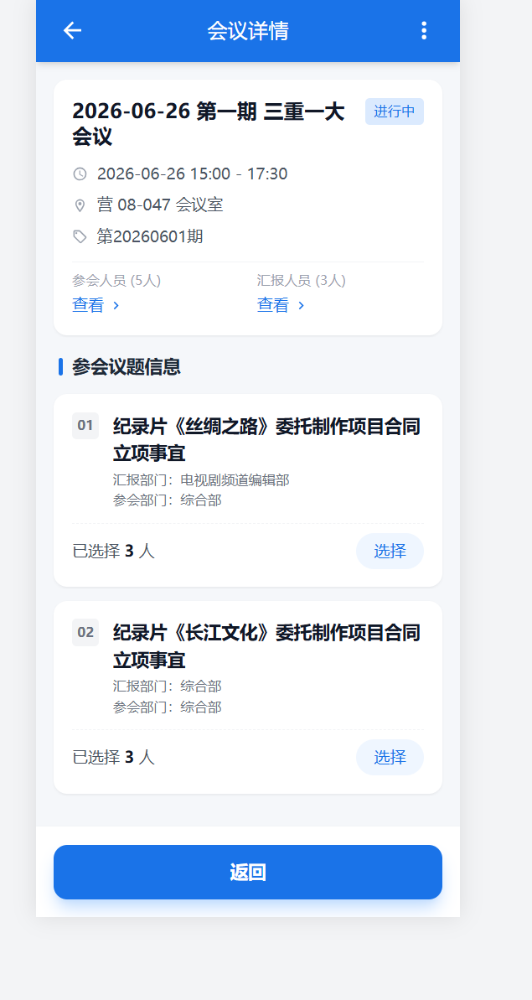 会议详情
2026-06-26 第一期 三重一大
会议
进行中
2026-06-26 15:00 - 17:30
营 08-047 会议室
第20260601期
参会人员 (5人)
汇报人员 (3人)
查看
查看
参会议题信息
01
纪录片《丝绸之路》委托制作项目合同
立项事宜
汇报部门：电视剧频道编辑部
参会部门：综合部
已选择 3 人
选择
02
纪录片《长江文化》委托制作项目合同
立项事宜
汇报部门：综合部
参会部门：综合部
已选择 3 人
选择
返回